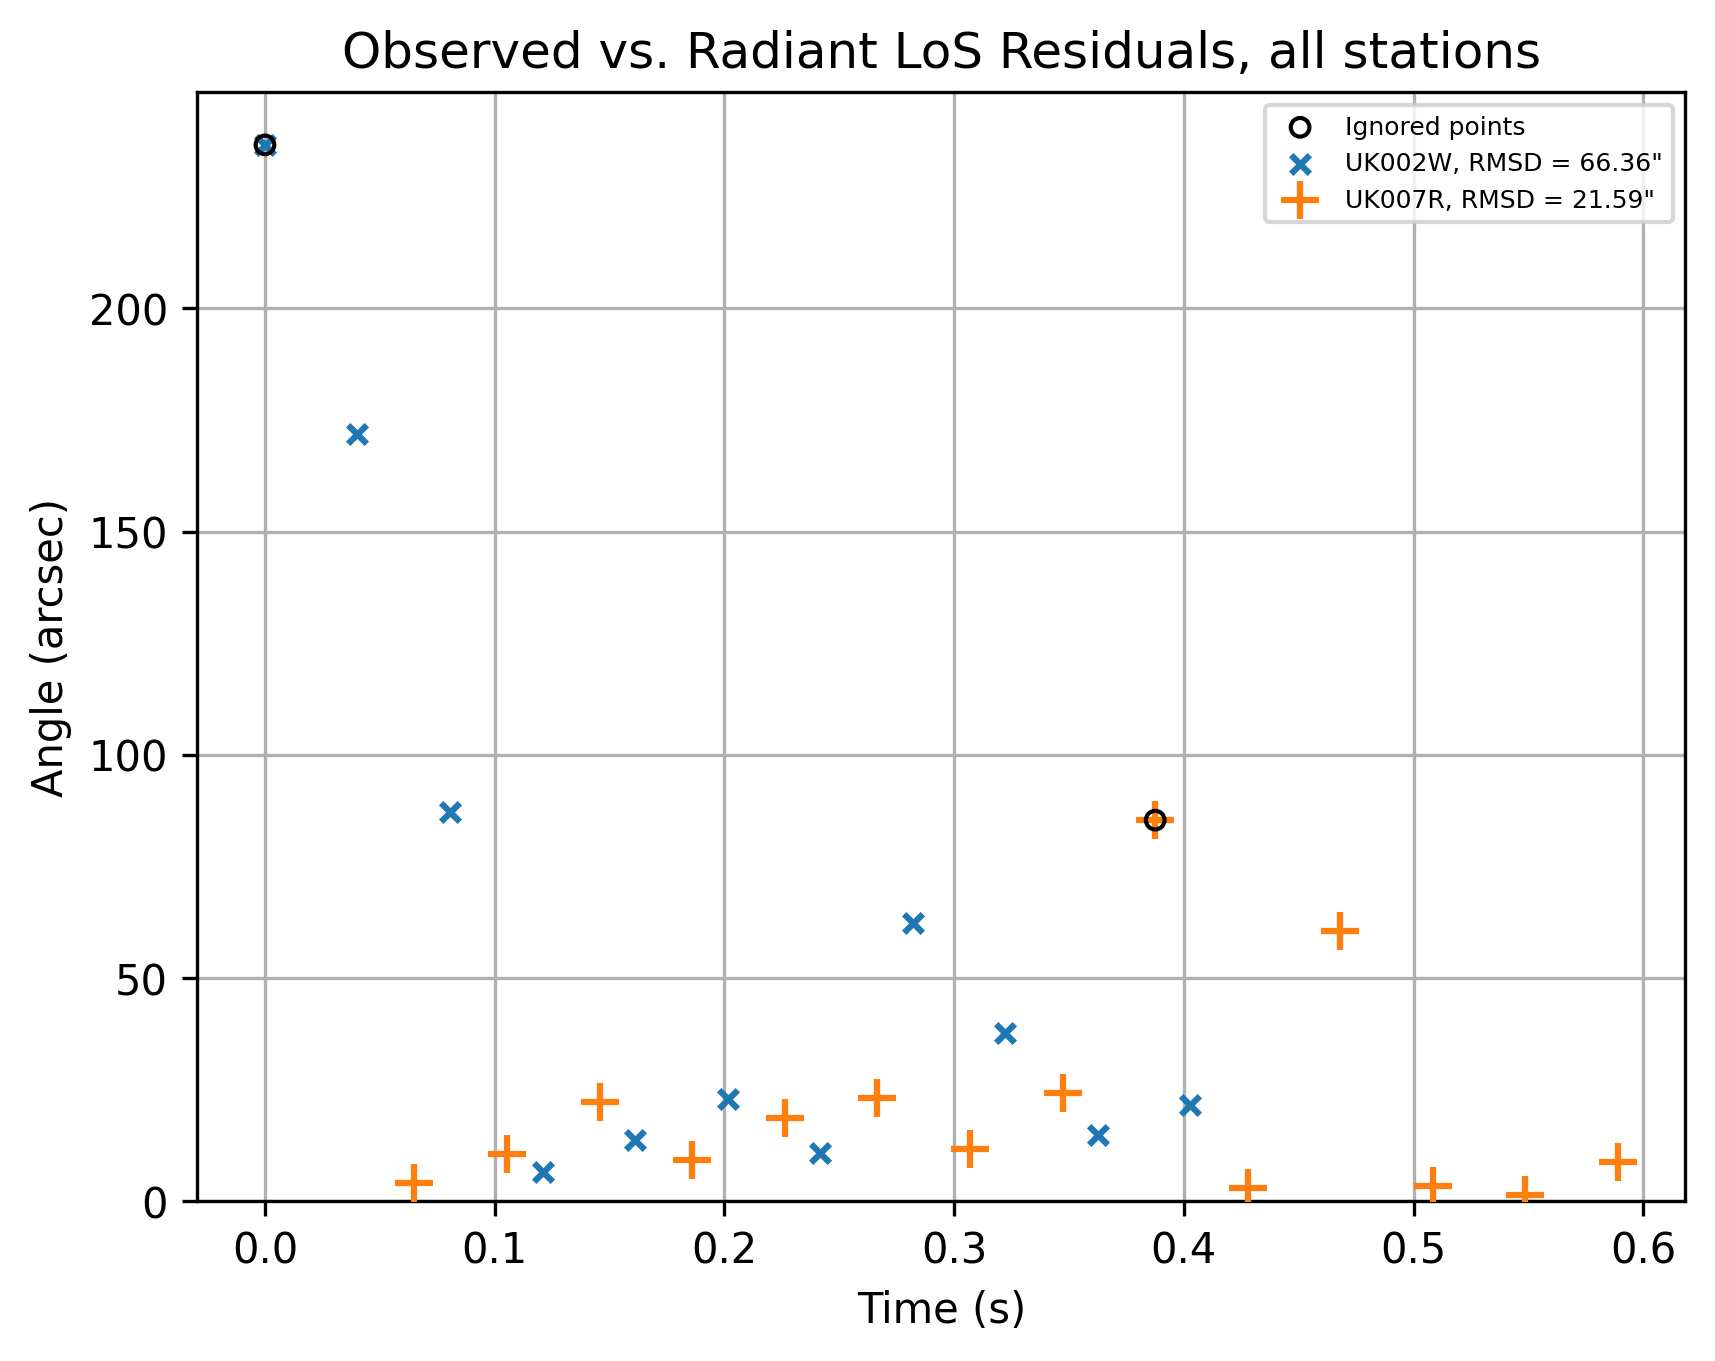 Observed vs. Radiant LoS Residuals, all stations
Ignored points
UK002W, RMSD = 66.36"
UK007R, RMSD = 21.59"
Angle (arcsec)
200
150
100
50
0
0.0 0.1 0.2 0.3 0.4 0.5 0.6
Time (s)